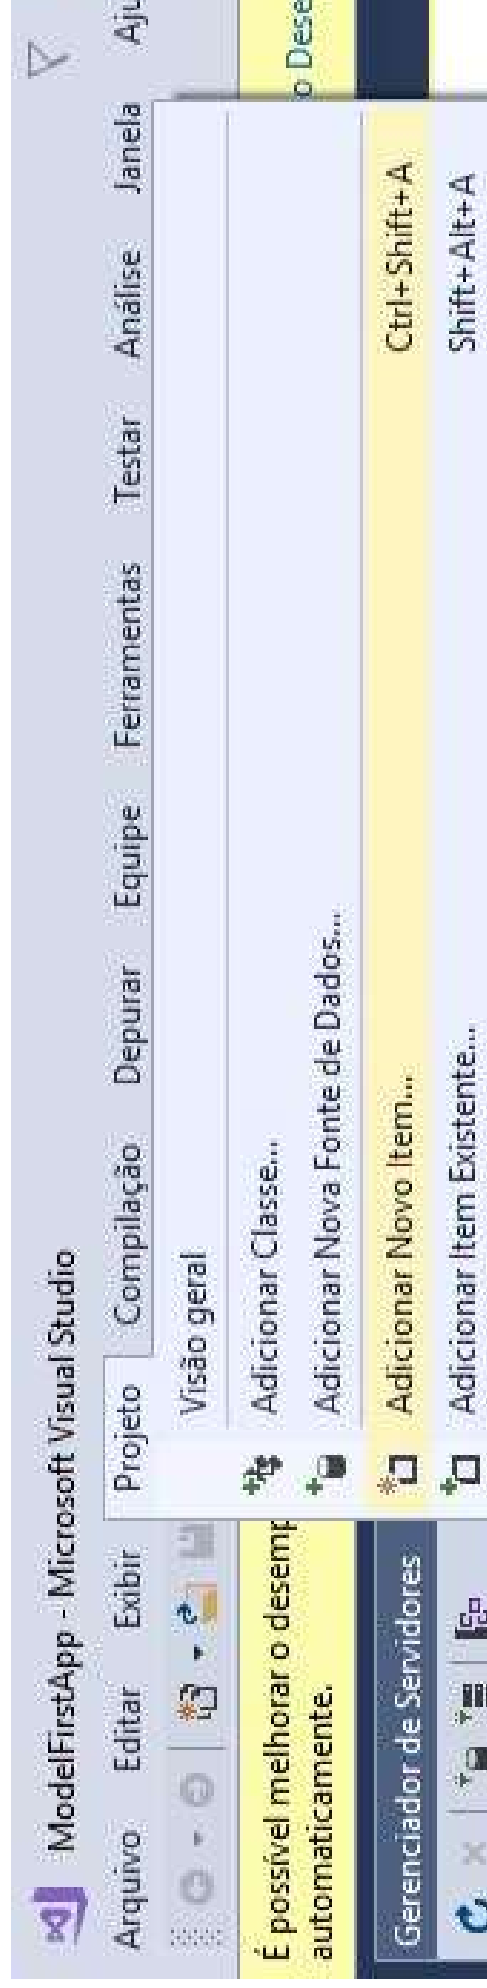 ModelFirstApp - Microsoft Visual Studio
Arquivo Editar Exibir Projeto Compilação Depurar Equipe Ferramentas Testar Análise Janela Aju
Visão geral
É possível melhorar o desemp
automaticamente.
o Dese
Adicionar Classe...
Adicionar Nova Fonte de Dados...
Adicionar Novo Item... Ctrl+Shift+A
Adicionar Item Existente... Shift+Alt+A
Gerenciador de Servidores